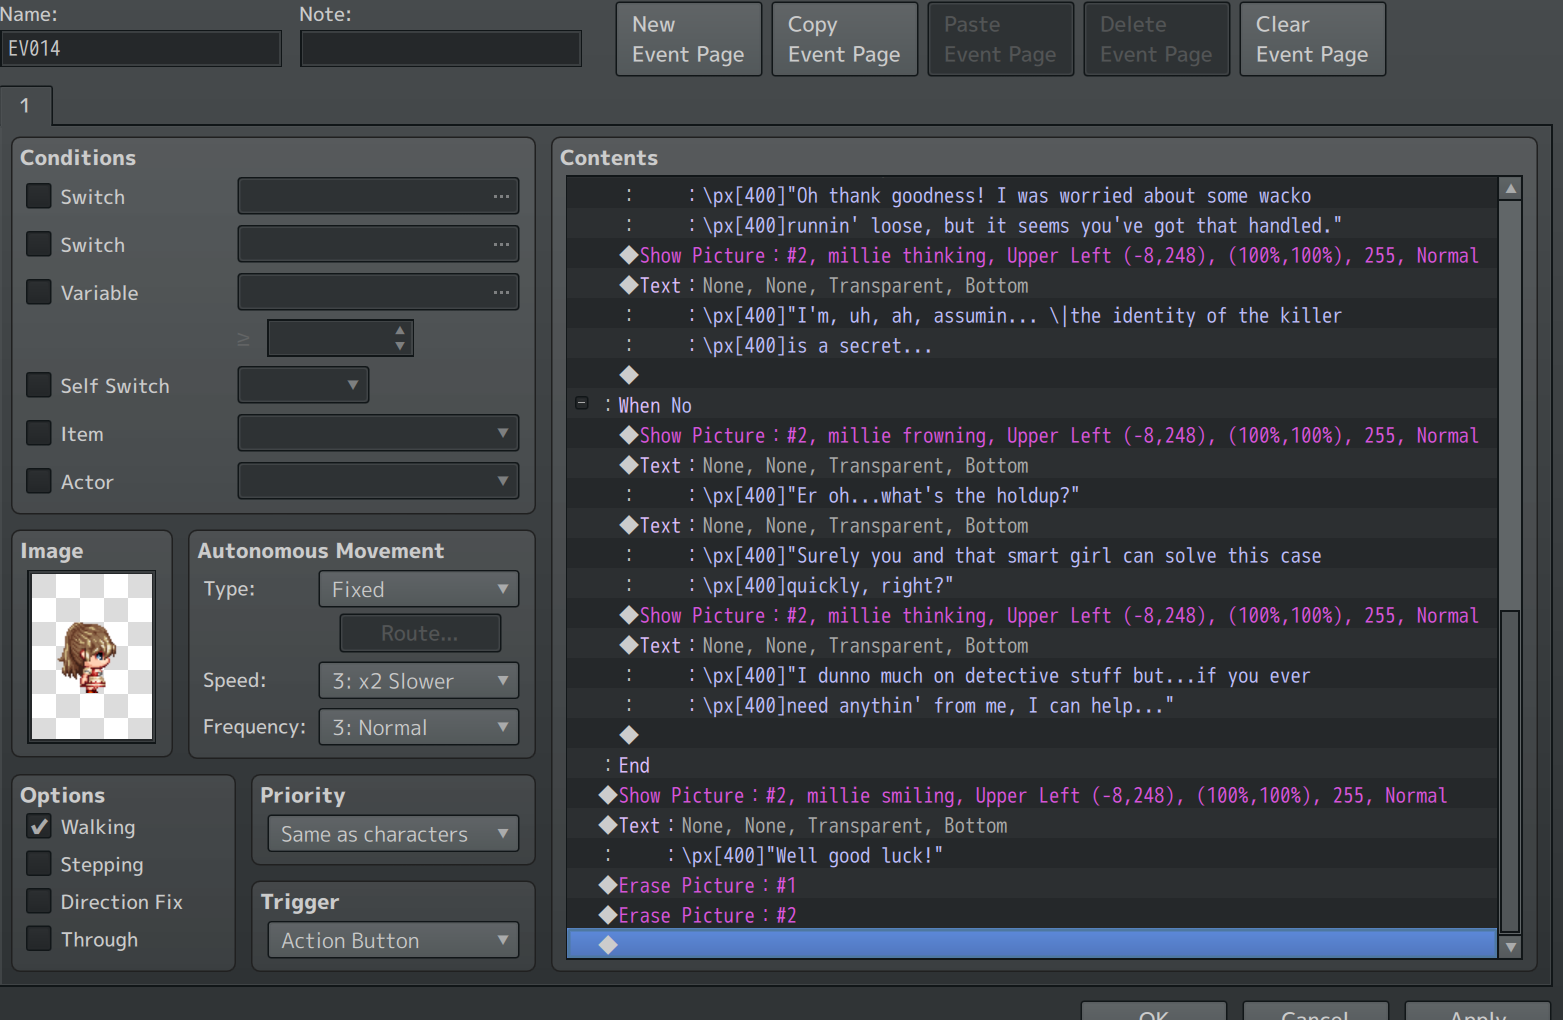 Name:
Note:
EV014
New
Event Page
Copy
Event Page
Paste
Event Page
Delete
Event Page
Clear
Event Page
1
Conditions
Switch
...
Switch
...
Variable
...
≥
Self Switch
Item
Actor
Image
Autonomous Movement
Type:
Fixed
Route...
Speed:
3: x2 Slower
Frequency:
3: Normal
Options
Walking
Stepping
Direction Fix
Through
Priority
Same as characters
Trigger
Action Button
Contents
: : \px[400]"Oh thank goodness! I was worried about some wacko
: : \px[400]runnin' loose, but it seems you've got that handled."
◆Show Picture : #2, millie thinking, Upper Left (-8,248), (100%,100%), 255, Normal
◆Text : None, None, Transparent, Bottom
: : \px[400]"I'm, uh, ah, assumin... \|the identity of the killer
: : \px[400]is a secret...
◆
: When No
◆Show Picture : #2, millie frowning, Upper Left (-8,248), (100%,100%), 255, Normal
◆Text : None, None, Transparent, Bottom
: : \px[400]"Er oh...what's the holdup?"
◆Text : None, None, Transparent, Bottom
: : \px[400]"Surely you and that smart girl can solve this case
: : \px[400]quickly, right?"
◆Show Picture : #2, millie thinking, Upper Left (-8,248), (100%,100%), 255, Normal
◆Text : None, None, Transparent, Bottom
: : \px[400]"I dunno much on detective stuff but...if you ever
: : \px[400]need anythin' from me, I can help..."
◆
: End
◆Show Picture : #2, millie smiling, Upper Left (-8,248), (100%,100%), 255, Normal
◆Text : None, None, Transparent, Bottom
: : \px[400]"Well good luck!"
◆Erase Picture : #1
◆Erase Picture : #2
◆
OK
Cancel
Apply